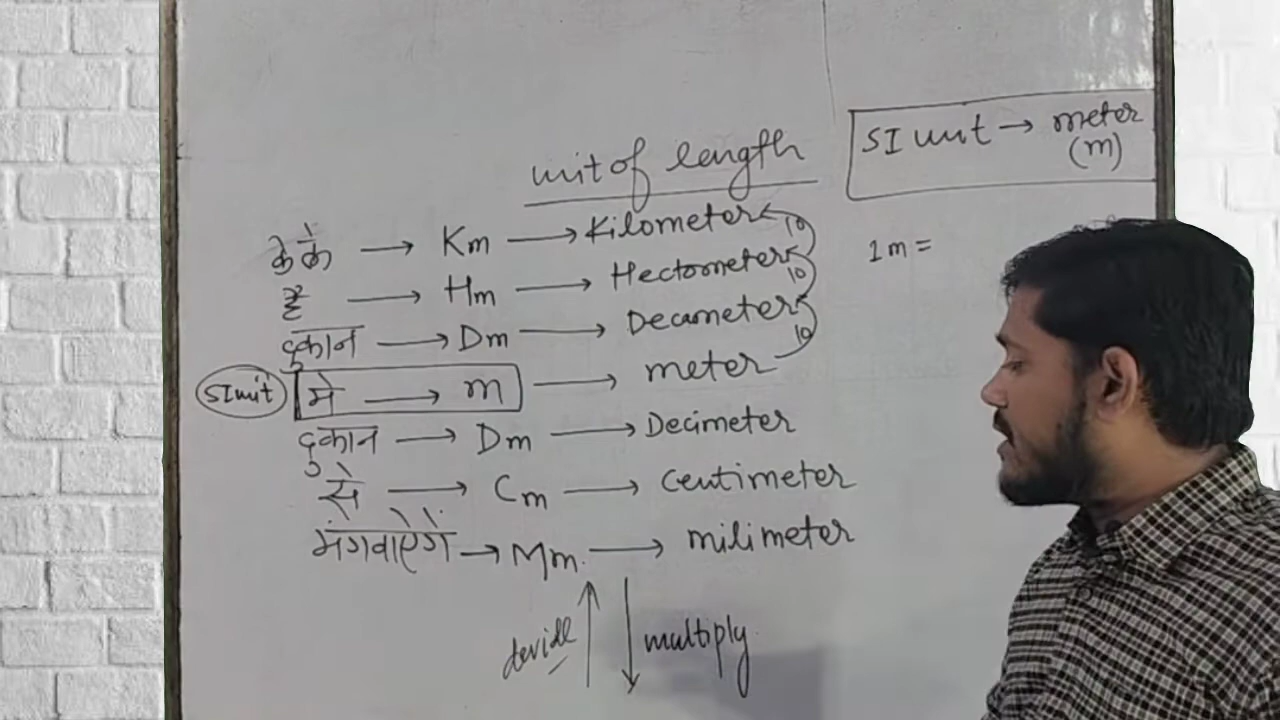 unit of length
SI unit → meter
(m)
के के → Km → Kilometer
है → Hm → Hectometer
10
दुकान → Dm → Decameter
10
SI unit मे → m → meter
10
दुकान → Dm → Decimeter
से → Cm → Centimeter
मंगवाऐगें → Mm → milimeter
1m =
devide ↑ ↓ multiply